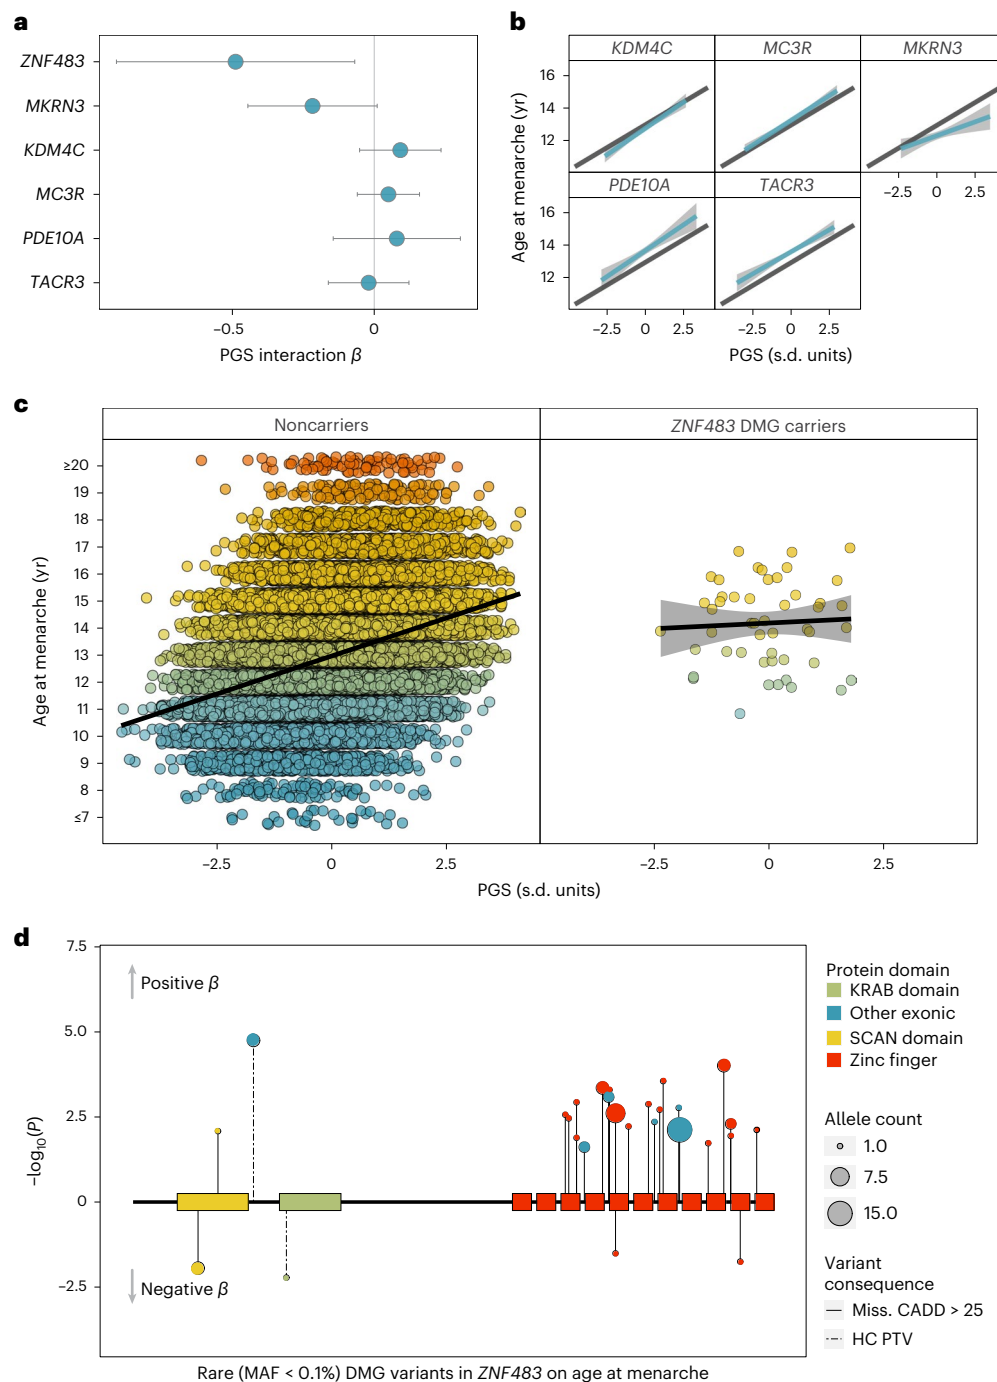 a
ZNF483
MKRN3
KDM4C
MC3R
PDE10A
TACR3
−0.5
0
PGS interaction β
b
KDM4C
MC3R
MKRN3
16
14
12
−2.5
0
2.5
PDE10A
TACR3
16
14
12
−2.5
0
2.5
−2.5
0
2.5
Age at menarche (yr)
PGS (s.d. units)
c
Noncarriers
ZNF483 DMG carriers
≥20
19
18
17
16
15
14
13
12
11
10
9
8
≤7
Age at menarche (yr)
−2.5
0
2.5
−2.5
0
2.5
PGS (s.d. units)
d
7.5
5.0
2.5
0
−2.5
−log10(P)
Positive β
Negative β
Rare (MAF < 0.1%) DMG variants in ZNF483 on age at menarche
Protein domain
KRAB domain
Other exonic
SCAN domain
Zinc finger
Allele count
1.0
7.5
15.0
Variant
consequence
Miss. CADD > 25
HC PTV